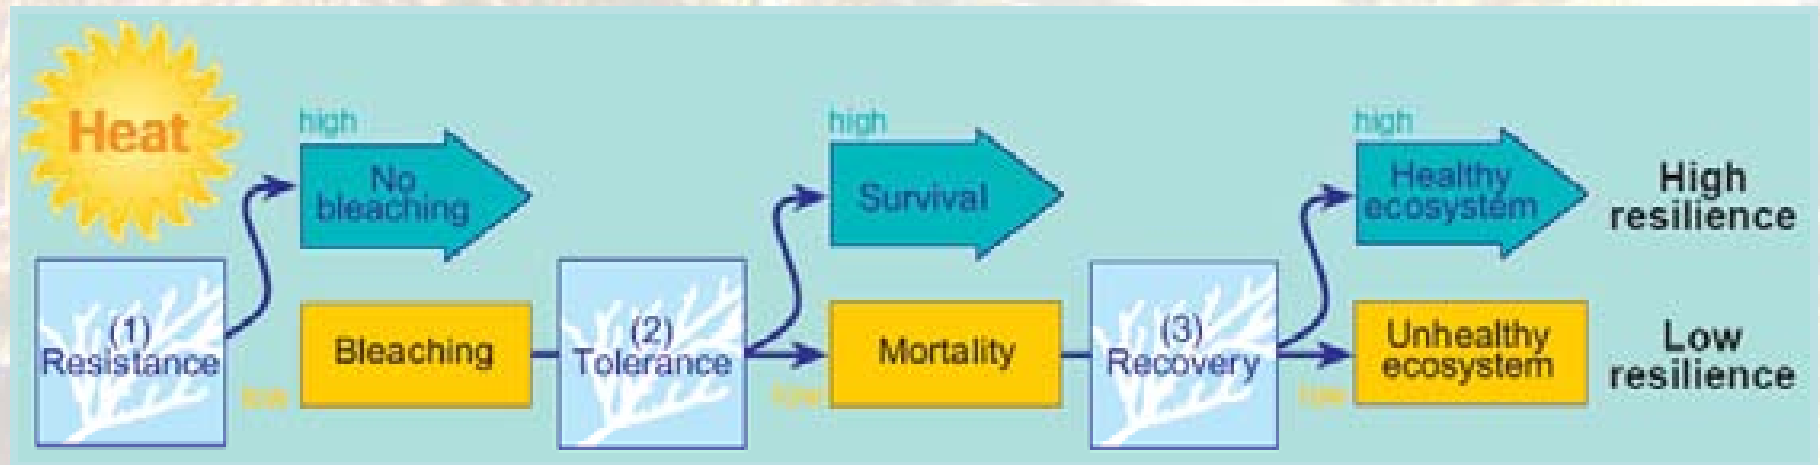 Heat
high
No
bleaching
(1)
Resistance
low
Bleaching
(2)
Tolerance
high
Survival
low
Mortality
(3)
Recovery
high
Healthy
ecosystem
low
Unhealthy
ecosystem
High
resilience
Low
resilience